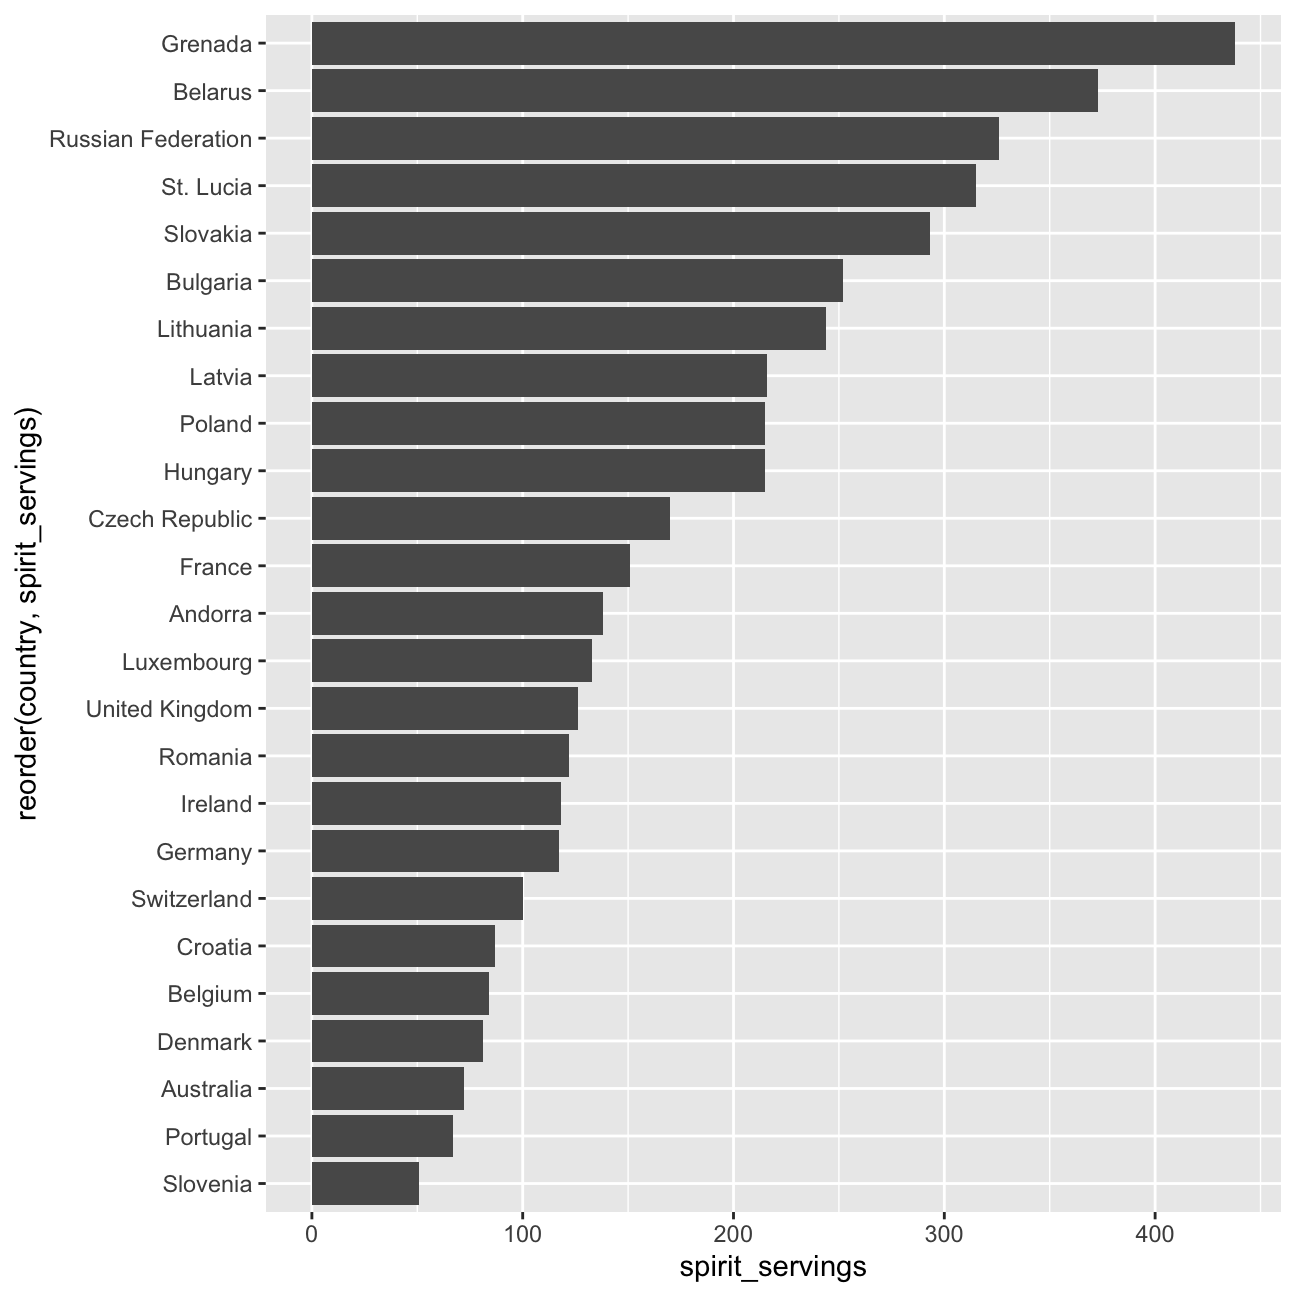 reorder(country, spirit_servings)
Grenada
Belarus
Russian Federation
St. Lucia
Slovakia
Bulgaria
Lithuania
Latvia
Poland
Hungary
Czech Republic
France
Andorra
Luxembourg
United Kingdom
Romania
Ireland
Germany
Switzerland
Croatia
Belgium
Denmark
Australia
Portugal
Slovenia
0 100 200 300 400
spirit_servings